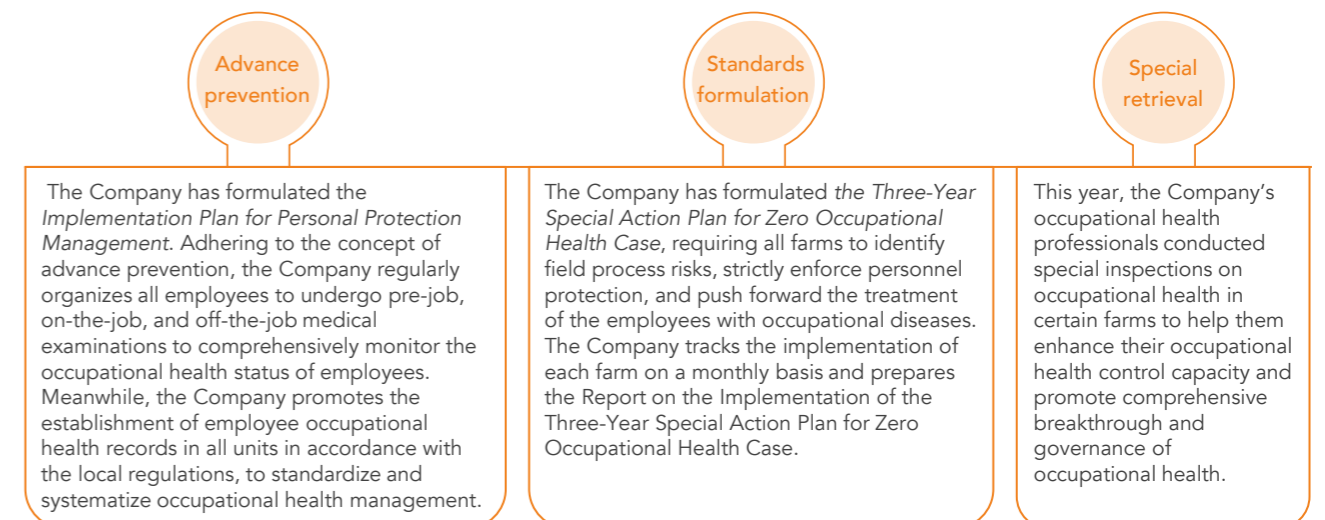 Advance
prevention
The Company has formulated the
Implementation Plan for Personal Protection
Management. Adhering to the concept of
advance prevention, the Company regularly
organizes all employees to undergo pre-job,
on-the-job, and off-the-job medical
examinations to comprehensively monitor the
occupational health status of employees.
Meanwhile, the Company promotes the
establishment of employee occupational
health records in all units in accordance with
the local regulations, to standardize and
systematize occupational health management.
Standards
formulation
The Company has formulated the Three-Year
Special Action Plan for Zero Occupational
Health Case, requiring all farms to identify
field process risks, strictly enforce personnel
protection, and push forward the treatment
of the employees with occupational diseases.
The Company tracks the implementation of
each farm on a monthly basis and prepares
the Report on the Implementation of the
Three-Year Special Action Plan for Zero
Occupational Health Case.
Special
retrieval
This year, the Company’s
occupational health
professionals conducted
special inspections on
occupational health in
certain farms to help them
enhance their occupational
health control capacity and
promote comprehensive
breakthrough and
governance of
occupational health.